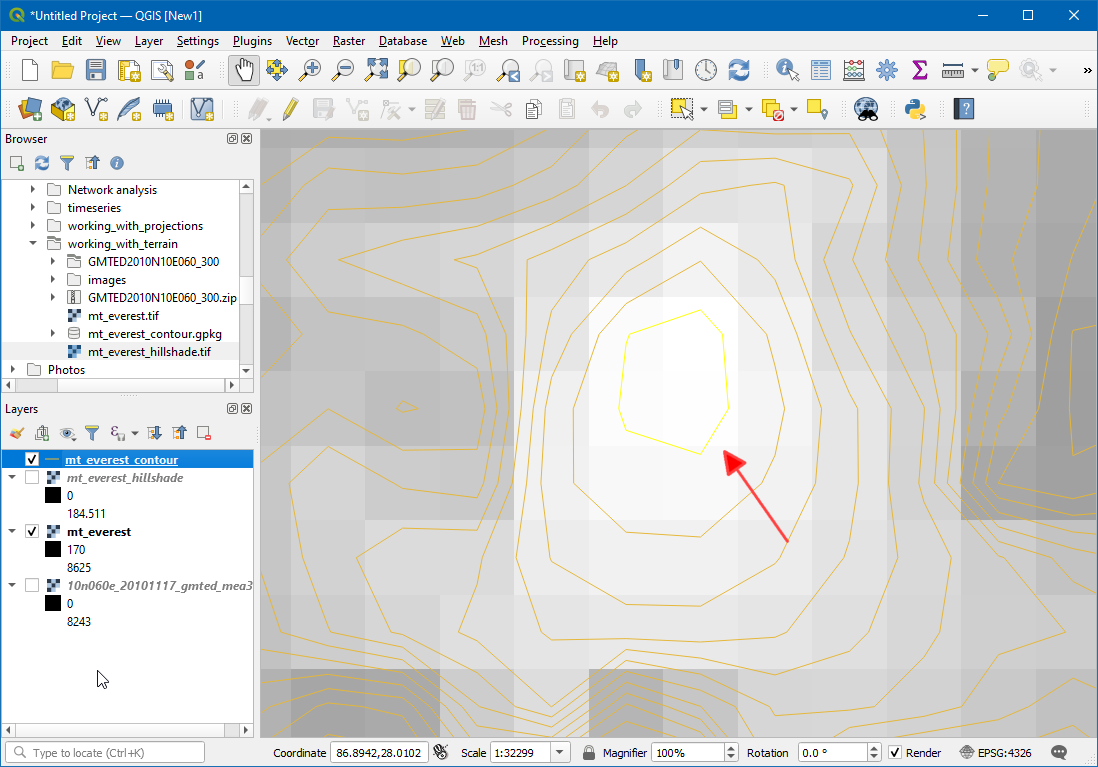 *Untitled Project — QGIS [New1]
Project Edit View Layer Settings Plugins Vector Raster Database Web Mesh Processing Help
1:1
»
Browser
Network analysis
timeseries
working_with_projections
working_with_terrain
GMTED2010N10E060_300
images
GMTED2010N10E060_300.zip
mt_everest.tif
mt_everest_contour.gpkg
mt_everest_hillshade.tif
Photos
Layers
mt_everest_contour
mt_everest_hillshade
0
184.511
mt_everest
170
8625
10n060e_20101117_gmted_mea3
0
8243
Type to locate (Ctrl+K) Coordinate 86.8942,28.0102 Scale 1:32299 Magnifier 100% Rotation 0.0 ° Render EPSG:4326